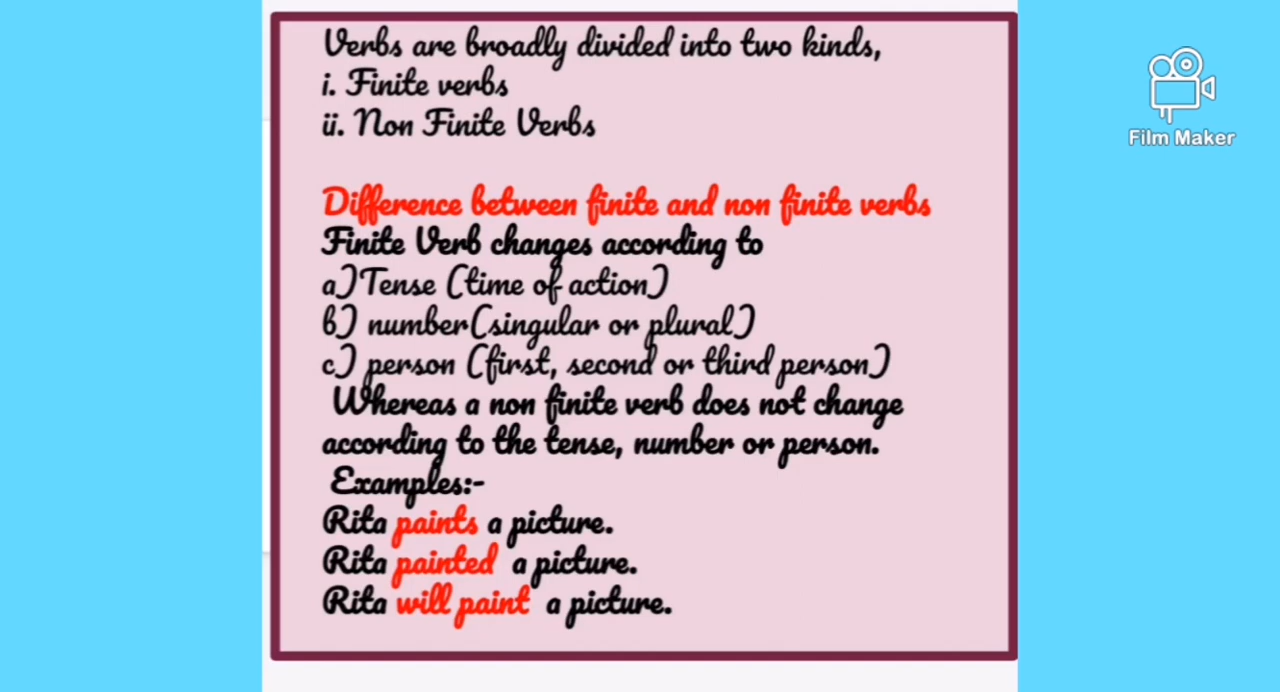 Verbs are broadly divided into two kinds,
i. Finite verbs
ii. Non Finite Verbs
Difference between finite and non finite verbs
Finite Verb changes according to
a)Tense (time of action)
b) number(singular or plural)
c) person (first, second or third person)
Whereas a non finite verb does not change
according to the tense, number or person.
Examples:-
Rita paints a picture.
Rita painted a picture.
Rita will paint a picture.
Film Maker